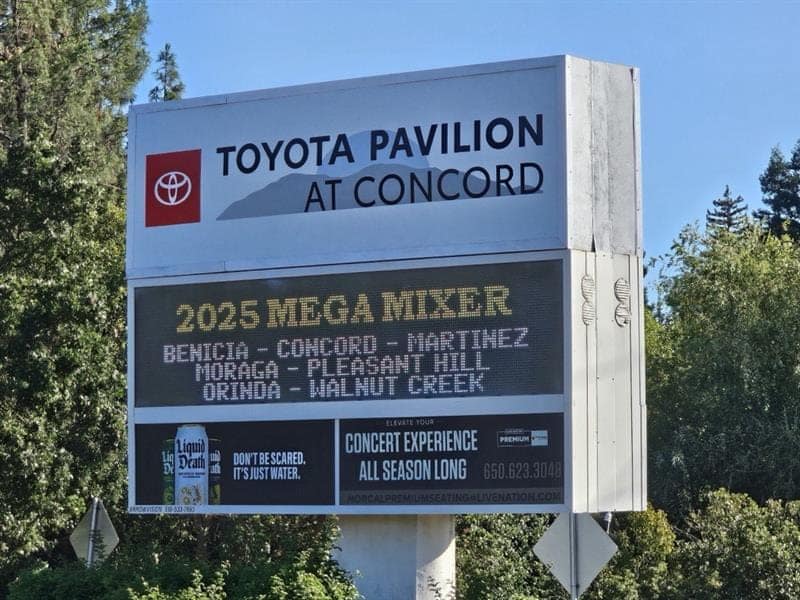 TOYOTA PAVILION
AT CONCORD
2025 MEGA MIXER
BENICIA - CONCORD - MARTINEZ
MORAGA - PLEASANT HILL
ORINDA - WALNUT CREEK
Liquid
Death
DON'T BE SCARED.
IT'S JUST WATER.
ELEVATE YOUR
CONCERT EXPERIENCE
ALL SEASON LONG
PREMIUM
650.623.3048
NORCALPREMIUMSEATING@LIVENATION.COM